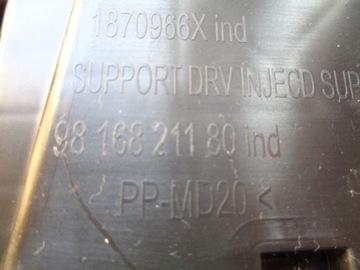 1870966X ind
SUPPORT DRV INJECD SUP
98 168 211 80 ind
PP-MD20 <